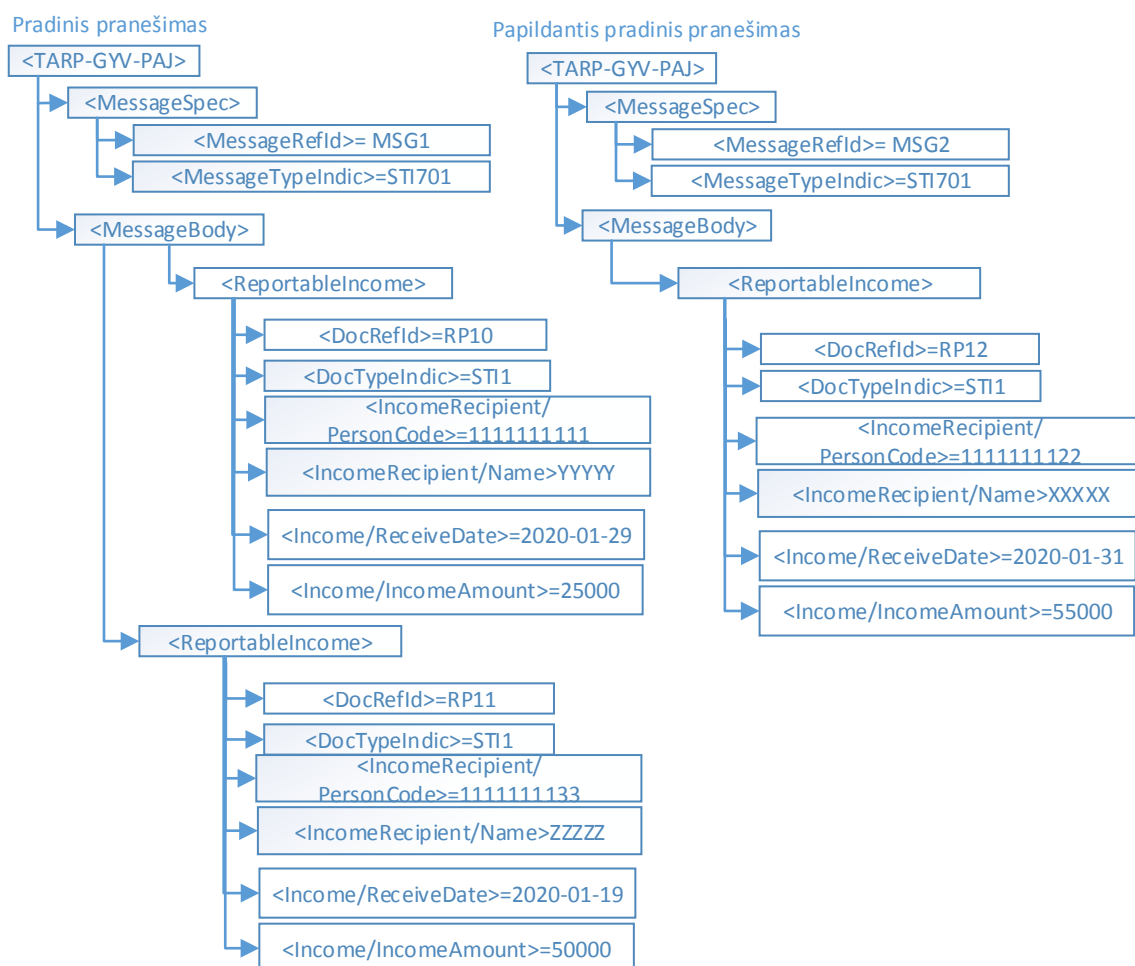 Pradinis pranešimas
<TARP-GYV-PAJ>
<MessageSpec>
<MessageRefId>= MSG1
<MessageTypeIndic>=STI701
<MessageBody>
<ReportableIncome>
<DocRefId>=RP10
<DocTypeIndic>=STI1
<IncomeRecipient/
PersonCode>=1111111111
<IncomeRecipient/Name>YYYYY
<Income/ReceiveDate>=2020-01-29
<Income/IncomeAmount>=25000
<ReportableIncome>
<DocRefId>=RP11
<DocTypeIndic>=STI1
<IncomeRecipient/
PersonCode>=1111111133
<IncomeRecipient/Name>ZZZZZ
<Income/ReceiveDate>=2020-01-19
<Income/IncomeAmount>=50000
Papildantis pradinis pranešimas
<TARP-GYV-PAJ>
<MessageSpec>
<MessageRefId>= MSG2
<MessageTypeIndic>=STI701
<MessageBody>
<ReportableIncome>
<DocRefId>=RP12
<DocTypeIndic>=STI1
<IncomeRecipient/
PersonCode>=1111111122
<IncomeRecipient/Name>XXXXX
<Income/ReceiveDate>=2020-01-31
<Income/IncomeAmount>=55000